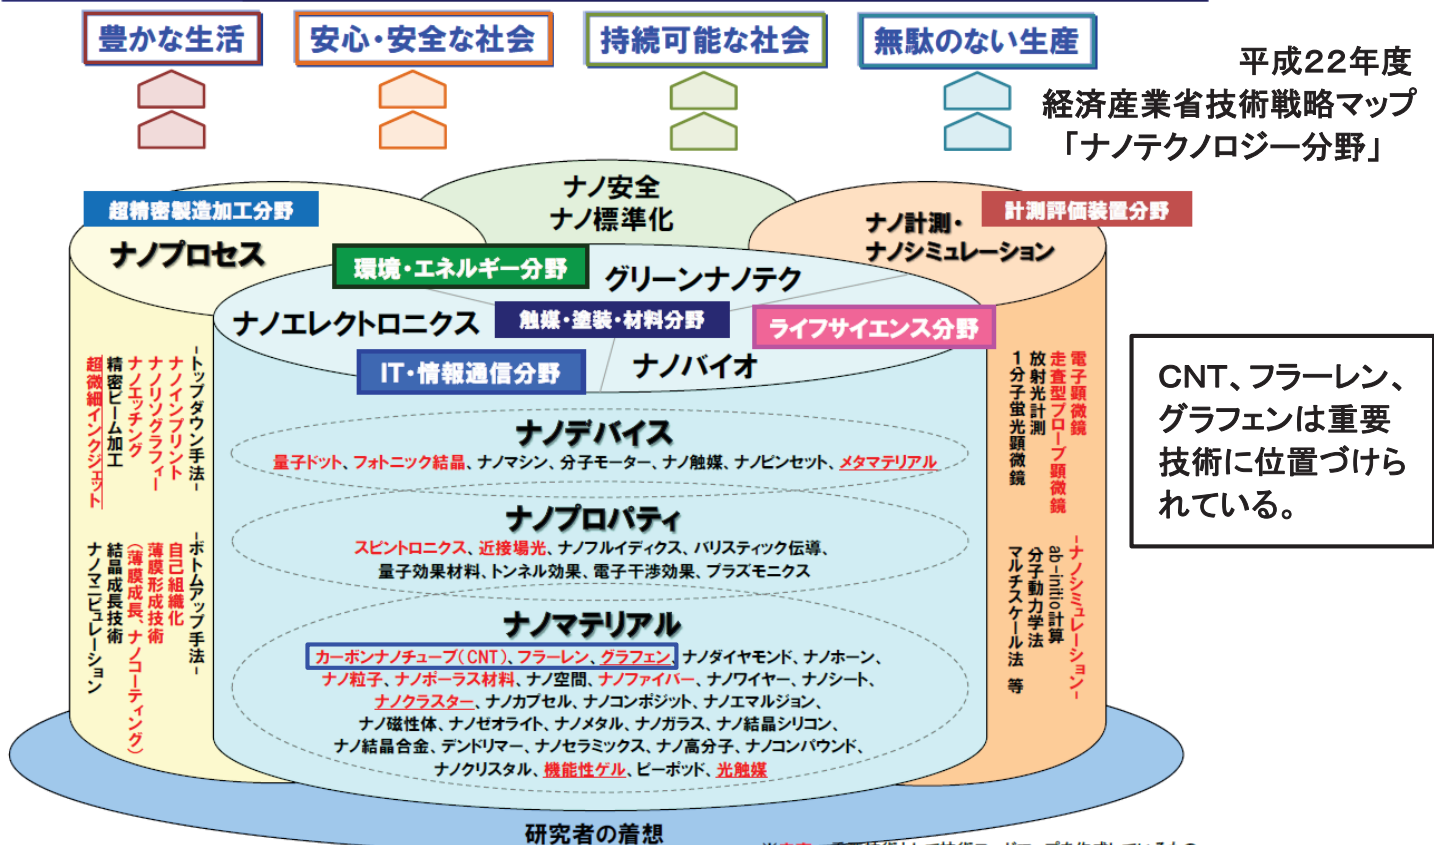 豊かな生活
安心・安全な社会
持続可能な社会
無駄のない生産
平成22年度
経済産業省技術戦略マップ
「ナノテクノロジー分野」
ナノ安全
ナノ標準化
超精密製造加工分野
ナノプロセス
計測評価装置分野
ナノ計測・
ナノシミュレーション
環境・エネルギー分野
グリーンナノテク
ナノエレクトロニクス
触媒・塗装・材料分野
ライフサイエンス分野
IT・情報通信分野
ナノバイオ
-トップダウン手法-
ナノインプリント
ナノリソグラフィー
ナノエッチング
精密ビーム加工
超微細インクジェット
-ボトムアップ手法-
自己組織化
薄膜形成技術
(薄膜成長、ナノコーティング)
結晶成長技術
ナノマニピュレーション
ナノデバイス
量子ドット、フォトニック結晶、ナノマシン、分子モーター、ナノ触媒、ナノピンセット、メタマテリアル
ナノプロパティ
スピントロニクス、近接場光、ナノフルイディクス、バリスティック伝導、
量子効果材料、トンネル効果、電子干渉効果、プラズモニクス
ナノマテリアル
カーボンナノチューブ(CNT)、フラーレン、グラフェン、ナノダイヤモンド、ナノホーン、
ナノ粒子、ナノポーラス材料、ナノ空間、ナノファイバー、ナノワイヤー、ナノシート、
ナノクラスター、ナノカプセル、ナノコンポジット、ナノエマルジョン、
ナノ磁性体、ナノゼオライト、ナノメタル、ナノガラス、ナノ結晶シリコン、
ナノ結晶合金、デンドリマー、ナノセラミックス、ナノ高分子、ナノコンパウンド、
ナノクリスタル、機能性ゲル、ピーポッド、光触媒
電子顕微鏡
走査型プローブ顕微鏡
放射光計測
1分子蛍光顕微鏡
-ナノシミュレーション-
ab-initio計算
分子動力学法
マルチスケール法 等
CNT、フラーレン、
グラフェンは重要
技術に位置づけら
れている。
研究者の着想